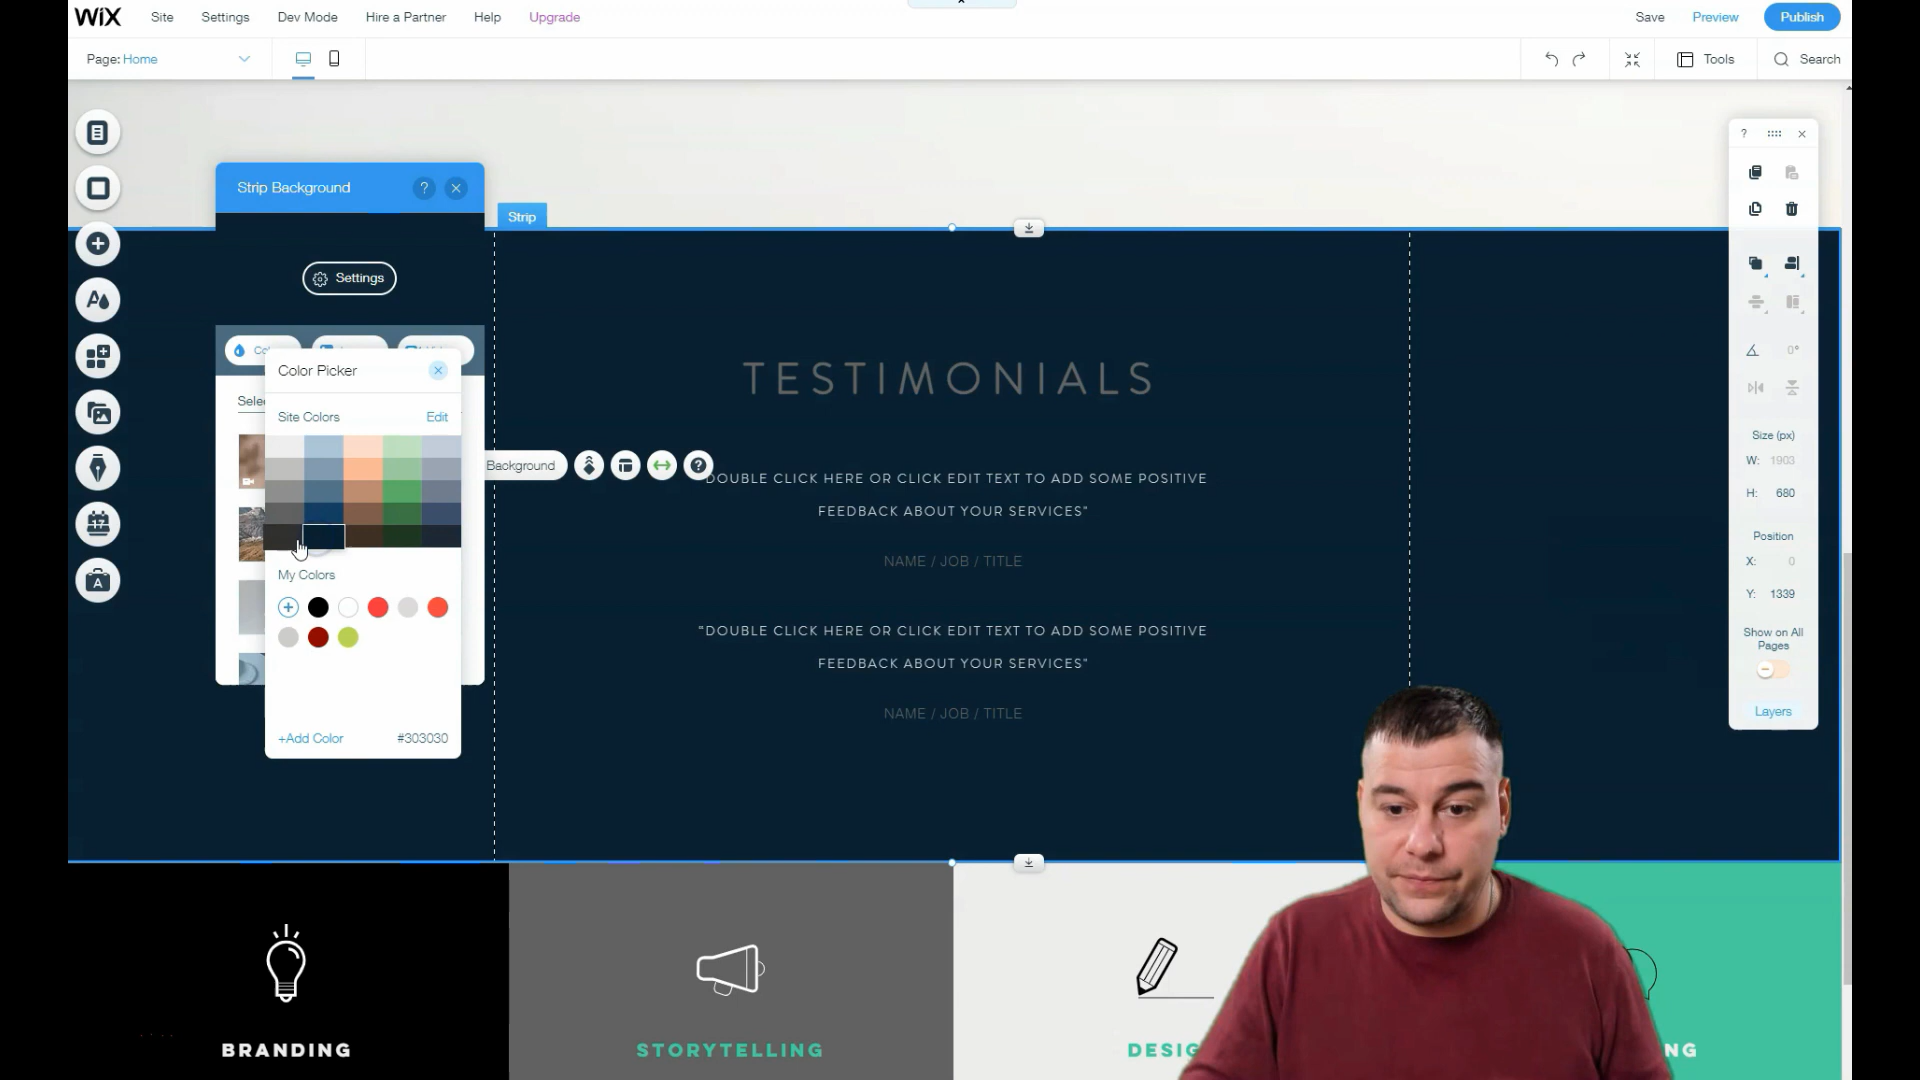 WiX
Site
Settings
Dev Mode
Hire a Partner
Help
Upgrade
Save
Preview
Publish
Page: Home
Tools
Search
Strip Background
?
Strip
Settings
Color Picker
Site Colors
Edit
Background
?
My Colors
+Add Color
#303030
TESTIMONIALS
DOUBLE CLICK HERE OR CLICK EDIT TEXT TO ADD SOME POSITIVE
FEEDBACK ABOUT YOUR SERVICES"
NAME / JOB / TITLE
"DOUBLE CLICK HERE OR CLICK EDIT TEXT TO ADD SOME POSITIVE
FEEDBACK ABOUT YOUR SERVICES"
NAME / JOB / TITLE
?
0°
Size (px)
W: 1903
H: 680
Position
X: 0
Y: 1339
Show on All
Pages
Layers
17
A
BRANDING
STORYTELLING